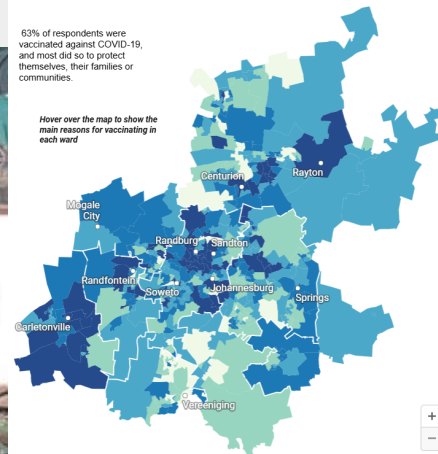 63% of respondents were
vaccinated against COVID-19,
and most did so to protect
themselves, their families or
communities.
Hover over the map to show the
main reasons for vaccinating in
each ward
Centurion
Rayton
Mogale
City
Randburg
Sandton
Randfontein
Soweto
Johannesburg
Springs
Carletonville
Vereeniging
+
−